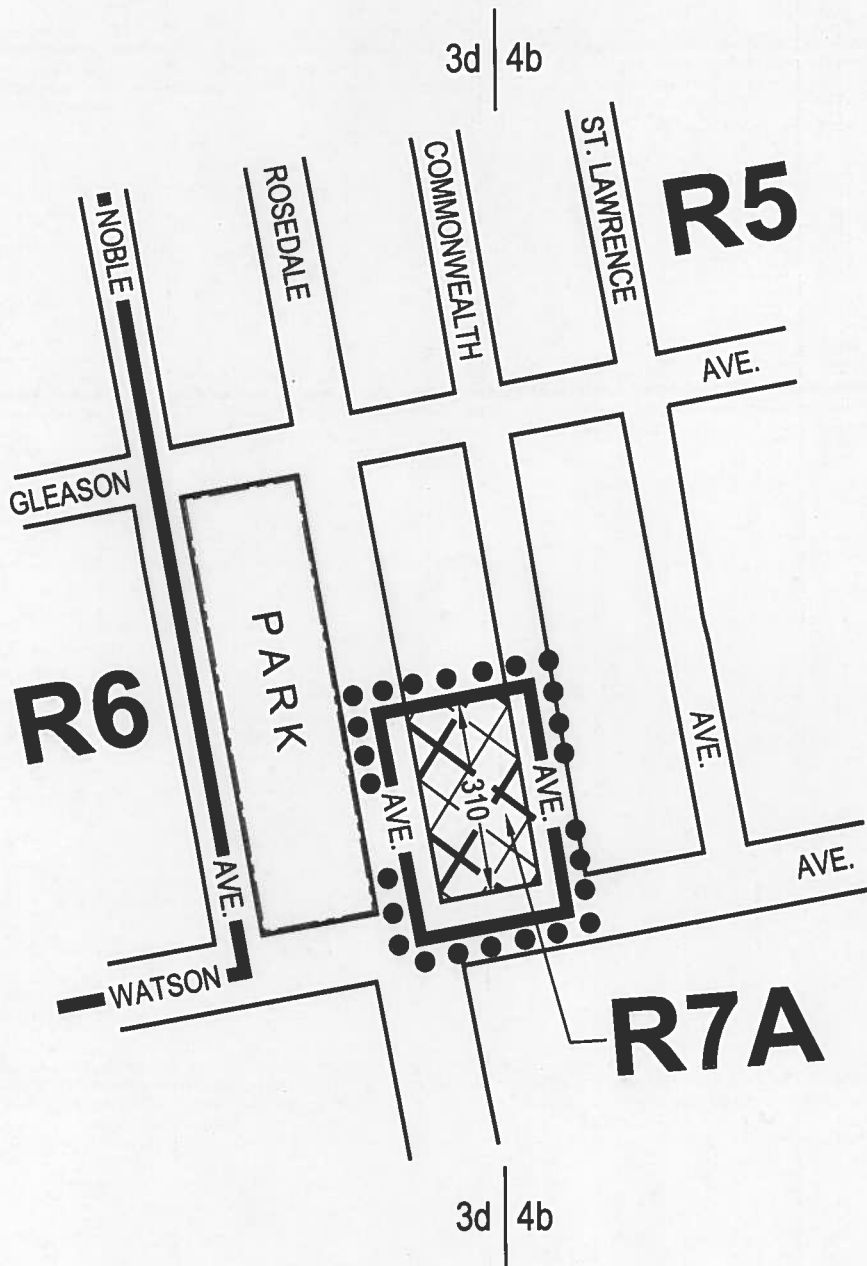 3d 4b
ST. LAWRENCE
COMMONWEALTH
ROSEDALE
NOBLE
R5
AVE.
GLEASON
PARK
R6
AVE.
310
AVE.
AVE.
AVE.
AVE.
WATSON
R7A
3d 4b